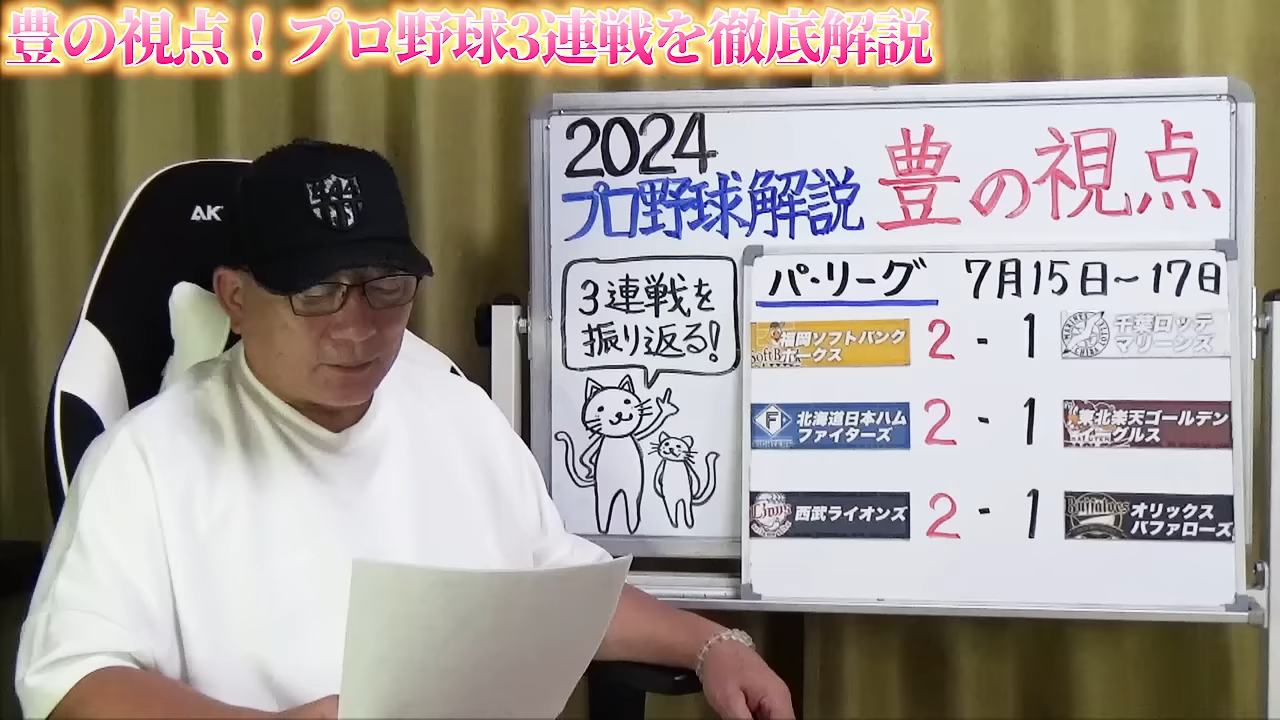 豊の視点！プロ野球3連戦を徹底解説
2024
プロ野球解説 豊の視点
3連戦を
振り返る!
パ・リーグ 7月15日～17日
福岡ソフトバンク
ホークス
2 - 1
千葉ロッテ
マリーンズ
北海道日本ハム
ファイターズ
2 - 1
東北楽天ゴールデン
イーグルス
西武ライオンズ
2 - 1
オリックス
バファローズ
Lions
Buffaloes
SoftBank
FIGHTERS
AK